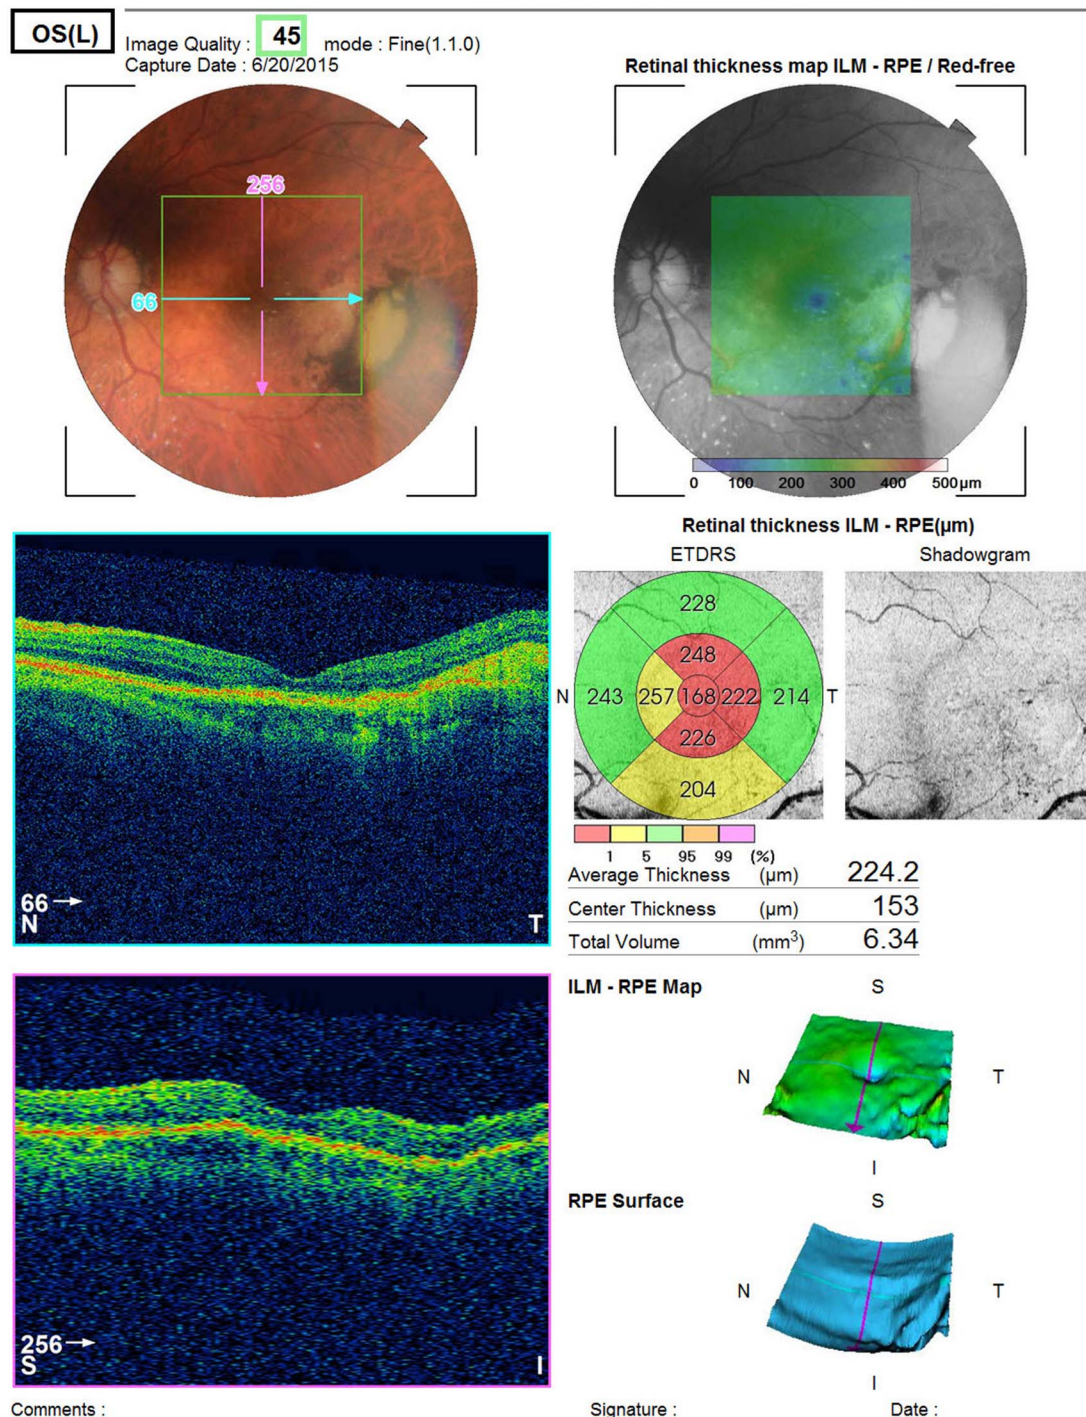 OS(L)
Image Quality : 45 mode : Fine(1.1.0)
Capture Date : 6/20/2015
Retinal thickness map ILM - RPE / Red-free
256
66
0 100 200 300 400 500 µm
Retinal thickness ILM - RPE(µm)
ETDRS Shadowgram
228
248
N 243 257 168 222 214 T
226
204
1 5 95 99 (%)
Average Thickness (µm) 224.2
Center Thickness (µm) 153
Total Volume (mm³) 6.34
66 →
N T
ILM - RPE Map S
N T
I
RPE Surface S
N T
I
256 →
S I
Comments : Signature : Date :